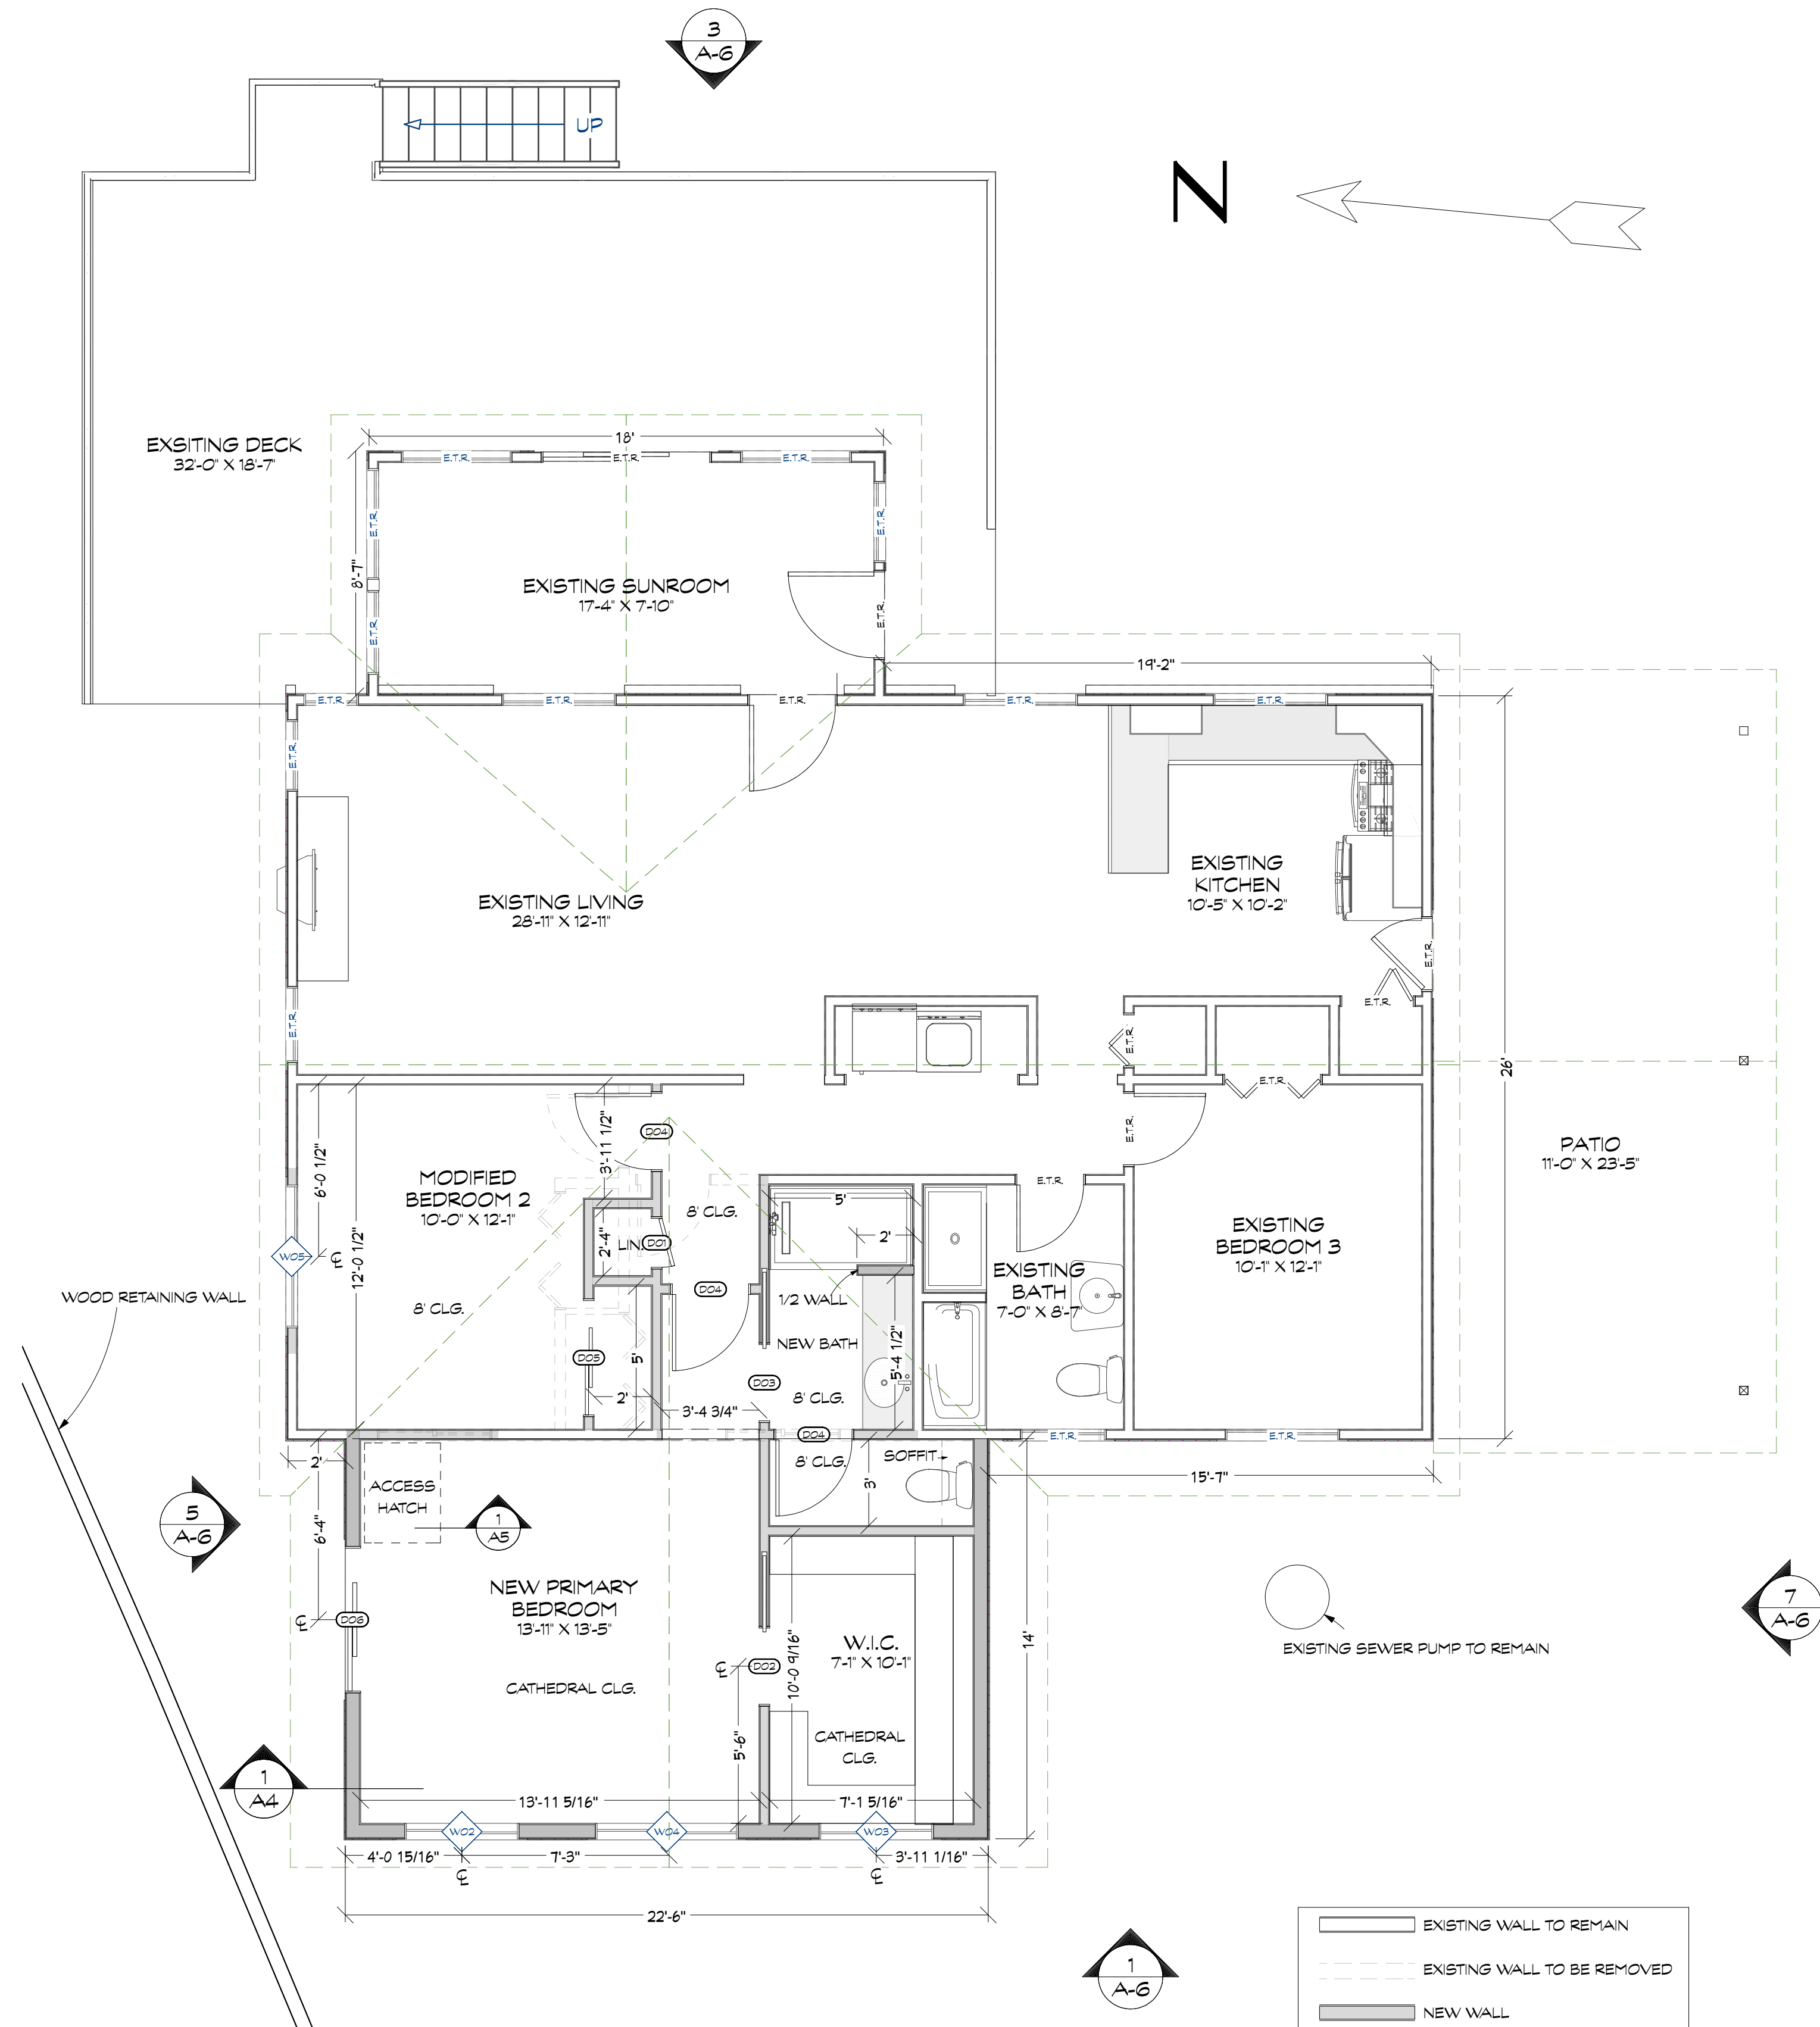 3
A-6
UP
N
EXSITING DECK
32'-0" X 18'-7"
18'
E.T.R.
E.T.R.
E.T.R.
E.T.R.
E.T.R.
8'-7"
EXISTING SUNROOM
17'-4" X 7'-10"
E.T.R.
E.T.R.
19'-2"
E.T.R.
E.T.R.
E.T.R.
E.T.R.
E.T.R.
E.T.R.
EXISTING
KITCHEN
10'-5" X 10'-2"
EXISTING LIVING
28'-11" X 12'-11"
E.T.R.
E.T.R.
E.T.R.
E.T.R.
E.T.R.
26'
6'-0 1/2"
12'-0 1/2"
3'-11 1/2"
D04
E.T.R.
PATIO
11'-0" X 23'-5"
MODIFIED
BEDROOM 2
10'-0" X 12'-1"
E.T.R.
8' CLG.
5'
2'
EXISTING
BEDROOM 3
10'-1" X 12'-1"
2'-4"
LIN.
D01
W05
℄
D04
EXISTING
BATH
7'-0" X 8'-7"
WOOD RETAINING WALL
8' CLG.
1/2 WALL
NEW BATH
5'-4 1/2"
D05
5'
2'
D03
8' CLG.
3'-4 3/4"
D04
E.T.R.
E.T.R.
2'
8' CLG.
SOFFIT
15'-7"
ACCESS
HATCH
3'
5
A-6
6'-4"
1
A5
NEW PRIMARY
BEDROOM
13'-11" X 13'-5"
℄
D06
W.I.C.
7'-1" X 10'-1"
10'-0 9/16"
14'
7
A-6
EXISTING SEWER PUMP TO REMAIN
℄
D02
CATHEDRAL CLG.
5'-6"
CATHEDRAL
CLG.
1
A4
13'-11 5/16"
7'-1 5/16"
W02
W04
W03
4'-0 15/16"
7'-3"
3'-11 1/16"
℄
℄
22'-6"
EXISTING WALL TO REMAIN
1
A-6
EXISTING WALL TO BE REMOVED
NEW WALL